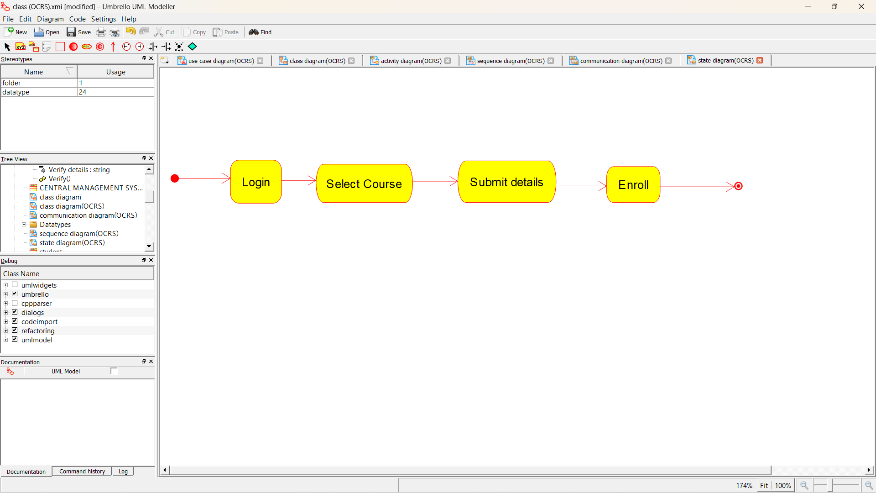 class (OCRS).xmi [modified] - Umbrello UML Modeller
File Edit Diagram Code Settings Help
New Open Save Cut Copy Paste Find
Stereotypes
Name Usage
folder 1
datatype 24
Tree View
Verify details : string
Verify()
CENTRAL MANAGEMENT SYS...
class diagram
class diagram(OCRS)
communication diagram(OCRS)
Datatypes
sequence diagram(OCRS)
state diagram(OCRS)
student
Debug
Class Name
umlwidgets
umbrello
cppparser
dialogs
codeimport
refactoring
umlmodel
Documentation
UML Model
Documentation Command history Log
use case diagram(OCRS) class diagram(OCRS) activity diagram(OCRS) sequence diagram(OCRS) communication diagram(OCRS) state diagram(OCRS)
Login Select Course Submit details Enroll
174% Fit 100%